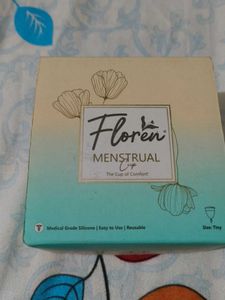 Floren®
MENSTRUAL
Cup
The Cup of Comfort
T Medical Grade Silicone | Easy to Use | Reusable
Size: Tiny